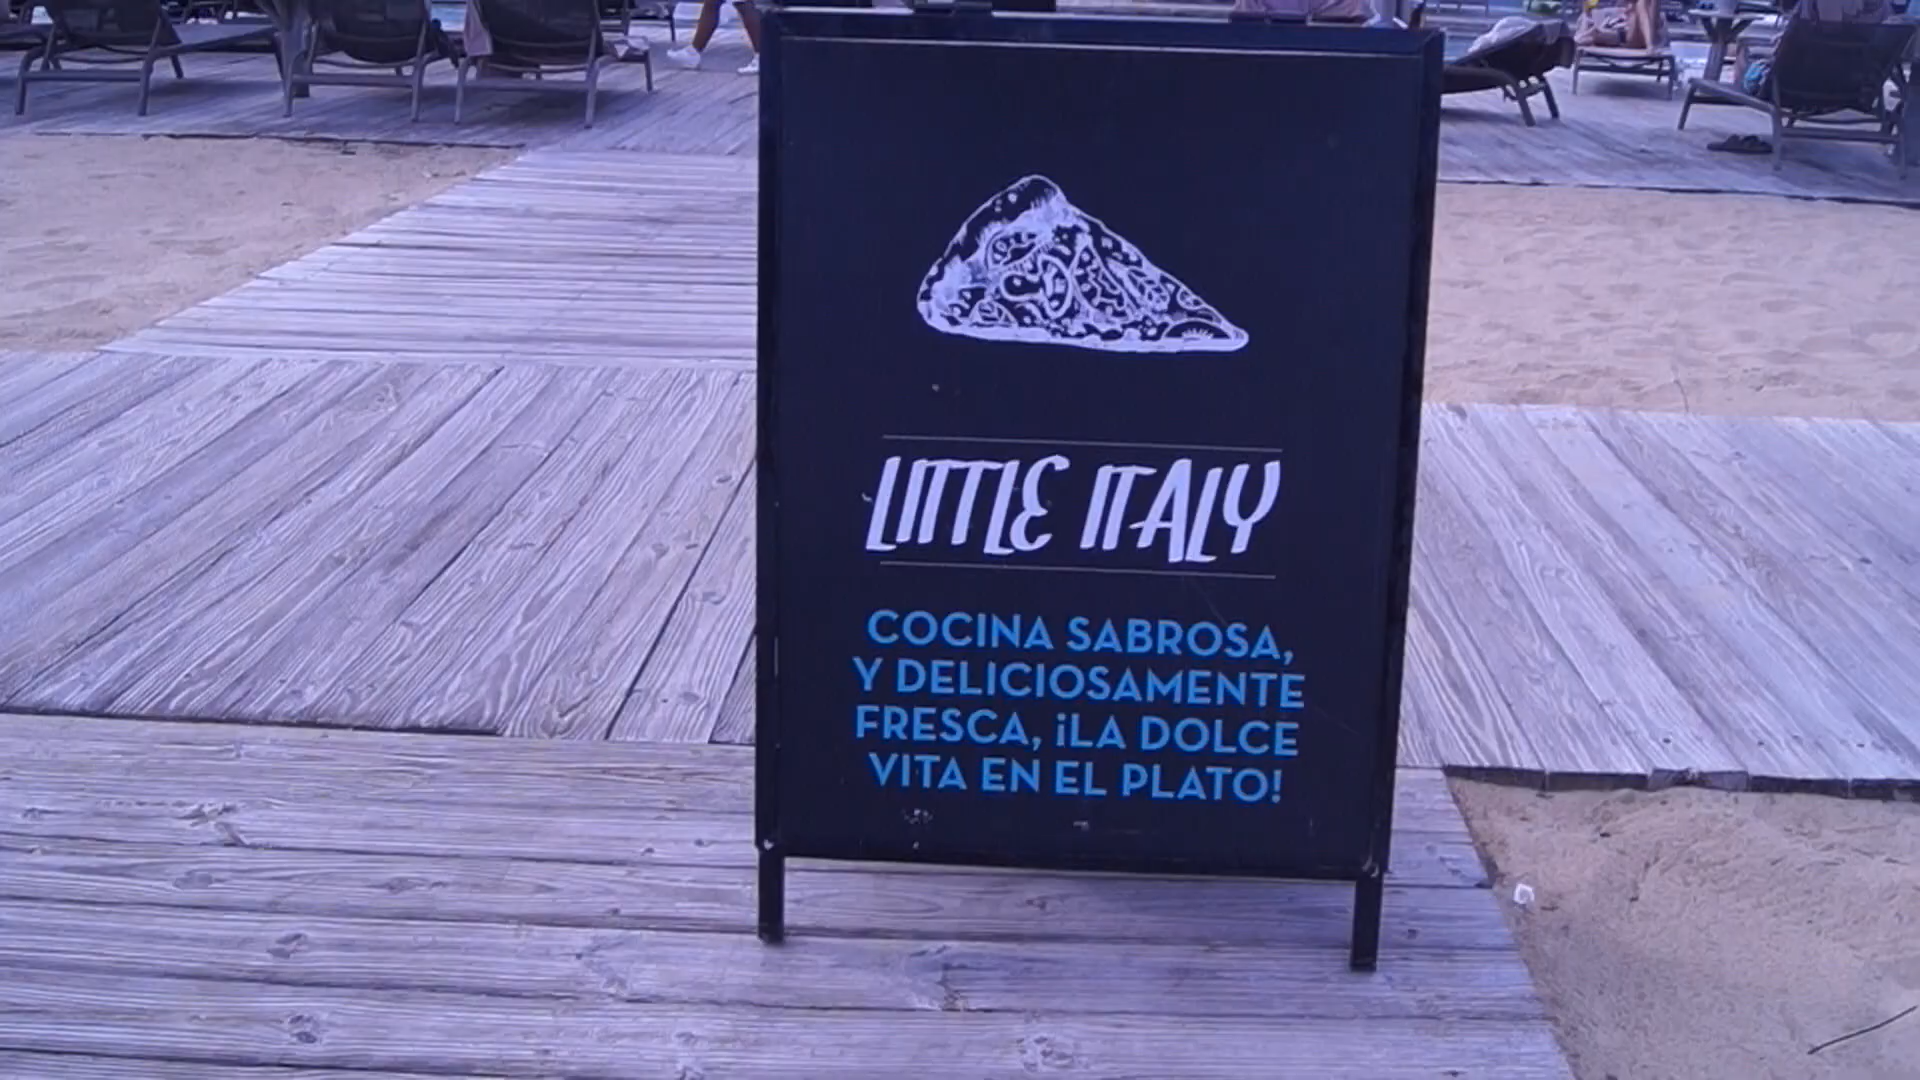 LITTLE ITALY
COCINA SABROSA,
Y DELICIOSAMENTE
FRESCA, ¡LA DOLCE
VITA EN EL PLATO!